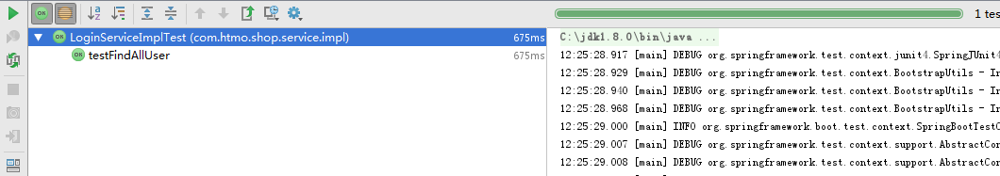 1 tes
LoginServiceImplTest (com.htmo.shop.service.impl) 675ms
testFindAllUser 675ms
C:\jdk1.8.0\bin\java ...
12:25:28.917 [main] DEBUG org.springframework.test.context.junit4.SpringJUnit4
12:25:28.929 [main] DEBUG org.springframework.test.context.BootstrapUtils - In
12:25:28.940 [main] DEBUG org.springframework.test.context.BootstrapUtils - In
12:25:28.968 [main] DEBUG org.springframework.test.context.BootstrapUtils - In
12:25:29.000 [main] INFO org.springframework.boot.test.context.SpringBootTestC
12:25:29.007 [main] DEBUG org.springframework.test.context.support.AbstractCon
12:25:29.008 [main] DEBUG org.springframework.test.context.support.AbstractCon